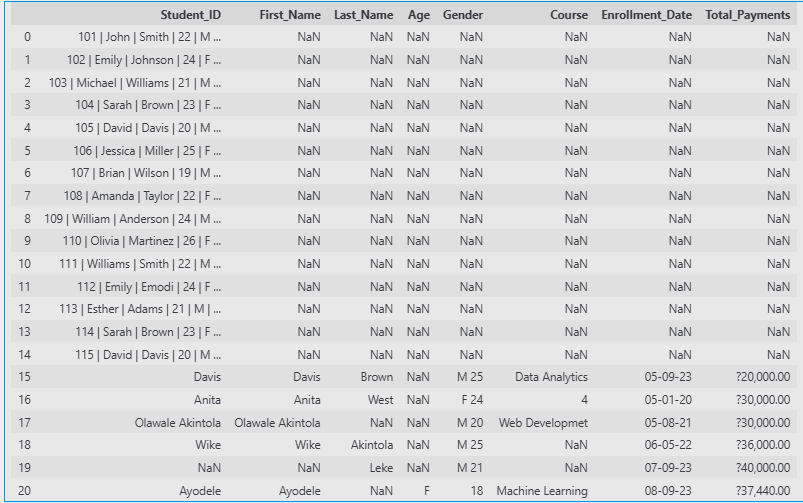 Student_ID First_Name Last_Name Age Gender Course Enrollment_Date Total_Payments
0 101 | John | Smith | 22 | M ... NaN NaN NaN NaN NaN NaN NaN
1 102 | Emily | Johnson | 24 | F ... NaN NaN NaN NaN NaN NaN NaN
2 103 | Michael | Williams | 21 | M ... NaN NaN NaN NaN NaN NaN NaN
3 104 | Sarah | Brown | 23 | F ... NaN NaN NaN NaN NaN NaN NaN
4 105 | David | Davis | 20 | M ... NaN NaN NaN NaN NaN NaN NaN
5 106 | Jessica | Miller | 25 | F ... NaN NaN NaN NaN NaN NaN NaN
6 107 | Brian | Wilson | 19 | M ... NaN NaN NaN NaN NaN NaN NaN
7 108 | Amanda | Taylor | 22 | F ... NaN NaN NaN NaN NaN NaN NaN
8 109 | William | Anderson | 24 | M ... NaN NaN NaN NaN NaN NaN NaN
9 110 | Olivia | Martinez | 26 | F ... NaN NaN NaN NaN NaN NaN NaN
10 111 | Williams | Smith | 22 | M ... NaN NaN NaN NaN NaN NaN NaN
11 112 | Emily | Emodi | 24 | F ... NaN NaN NaN NaN NaN NaN NaN
12 113 | Esther | Adams | 21 | M | ... NaN NaN NaN NaN NaN NaN NaN
13 114 | Sarah | Brown | 23 | F ... NaN NaN NaN NaN NaN NaN NaN
14 115 | David | Davis | 20 | M ... NaN NaN NaN NaN NaN NaN NaN
15 Davis Davis Brown NaN M 25 Data Analytics 05-09-23 ?20,000.00
16 Anita Anita West NaN F 24 4 05-01-20 ?30,000.00
17 Olawale Akintola Olawale Akintola NaN NaN M 20 Web Developmet 05-08-21 ?30,000.00
18 Wike Wike Akintola NaN M 25 NaN 05-06-22 ?36,000.00
19 NaN NaN Leke NaN M 21 NaN 07-09-23 ?40,000.00
20 Ayodele Ayodele NaN F 18 Machine Learning 08-09-23 ?37,440.00